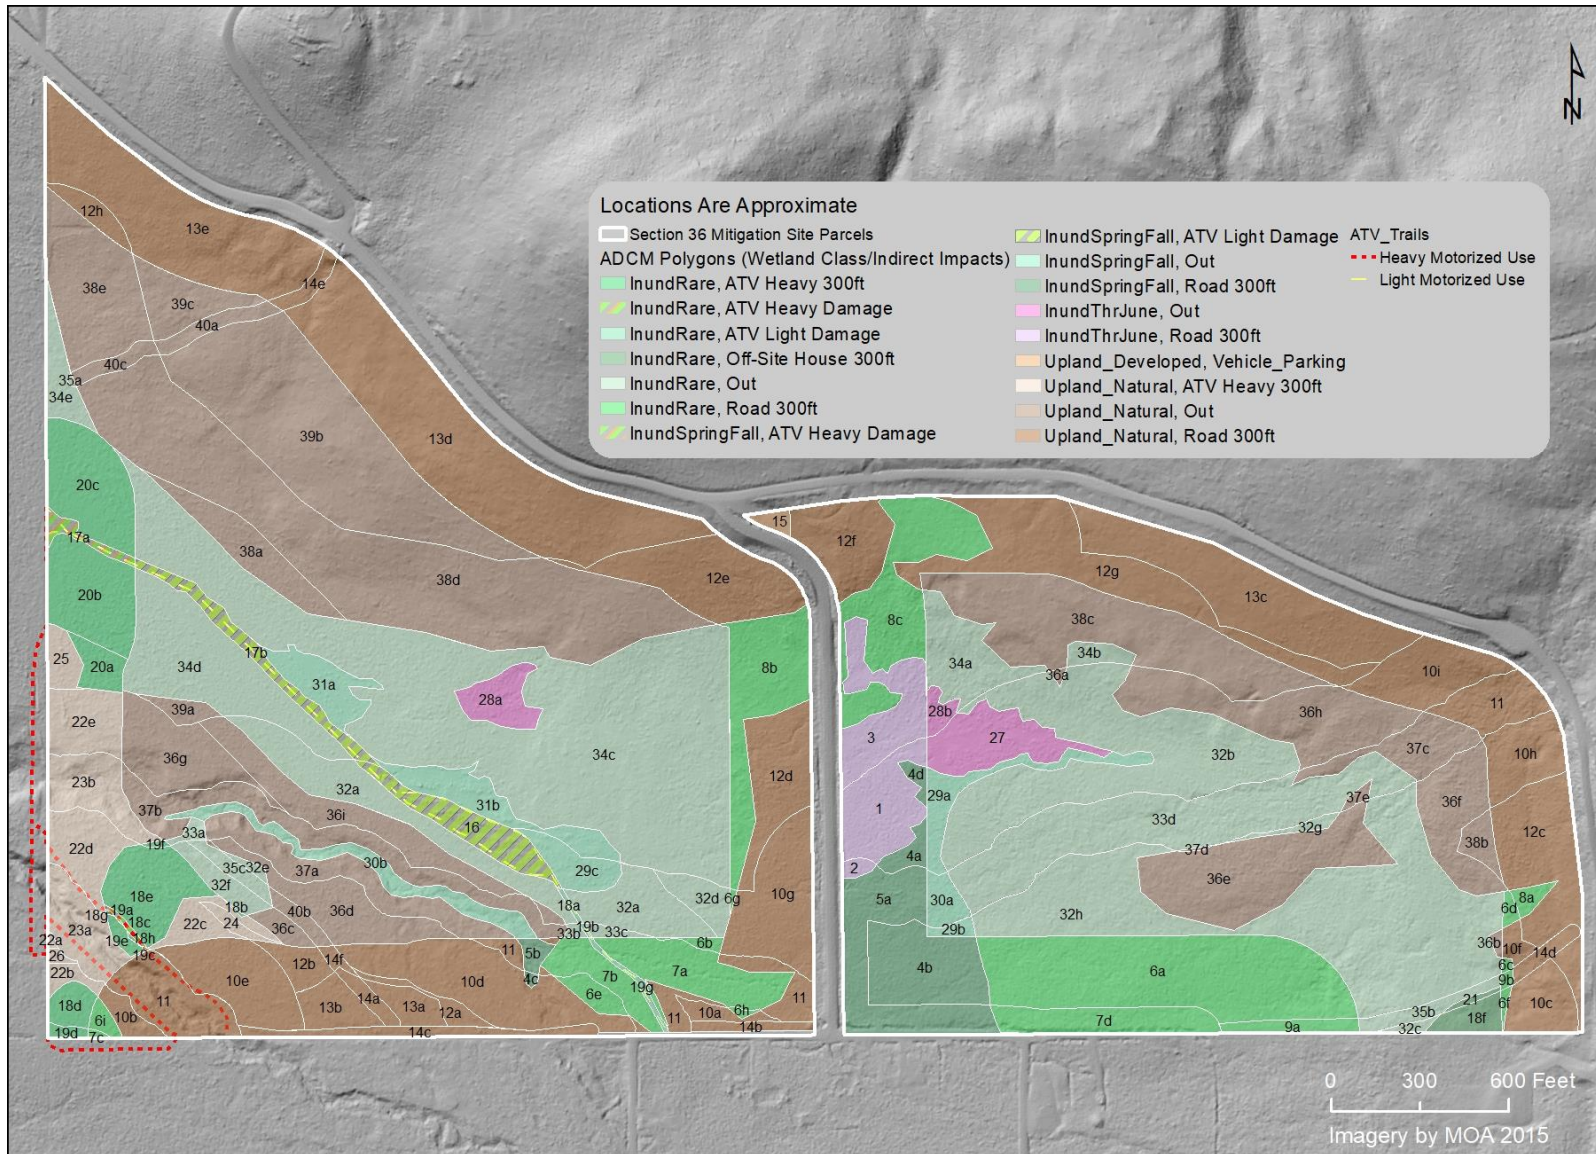 N
Locations Are Approximate
Section 36 Mitigation Site Parcels
ADCM Polygons (Wetland Class/Indirect Impacts)
InundRare, ATV Heavy 300ft
InundRare, ATV Heavy Damage
InundRare, ATV Light Damage
InundRare, Off-Site House 300ft
InundRare, Out
InundRare, Road 300ft
InundSpringFall, ATV Heavy Damage
InundSpringFall, ATV Light Damage
InundSpringFall, Out
InundSpringFall, Road 300ft
InundThrJune, Out
InundThrJune, Road 300ft
Upland_Developed, Vehicle_Parking
Upland_Natural, ATV Heavy 300ft
Upland_Natural, Out
Upland_Natural, Road 300ft
ATV_Trails
Heavy Motorized Use
Light Motorized Use
12h
13e
14e
38e
39c
40a
40c
35a
34e
39b
13d
20c
17a
38a
38d
12e
20b
25
20a
34d
17b
31a
28a
8b
22e
39a
34c
36g
23b
12d
32a
31b
37b
36i
16
33a
19f
22d
35c
32e
37a
30b
29c
32f
18e
18b
40b
36d
18a
32a
32d
6g
10g
18g
19a
18c
22c
24
36c
19b
23a
19e
18h
33b
33c
6b
22a
26
19c
11
5b
22b
12b
14f
10e
10d
4c
7b
7a
18d
6i
10b
11
13b
14a
13a
12a
6e
19g
11
10a
6h
11
19d
7c
14c
14b
15
12f
12g
13c
8c
38c
34a
34b
36a
10i
11
28b
36h
3
27
37c
32b
10h
4d
29a
1
37e
36f
33d
32g
12c
38b
4a
37d
2
36e
5a
30a
8a
6d
32h
29b
36b
10f
14d
4b
6a
6c
9b
21
6f
10c
35b
18f
7d
9a
32c
0 300 600 Feet
Imagery by MOA 2015